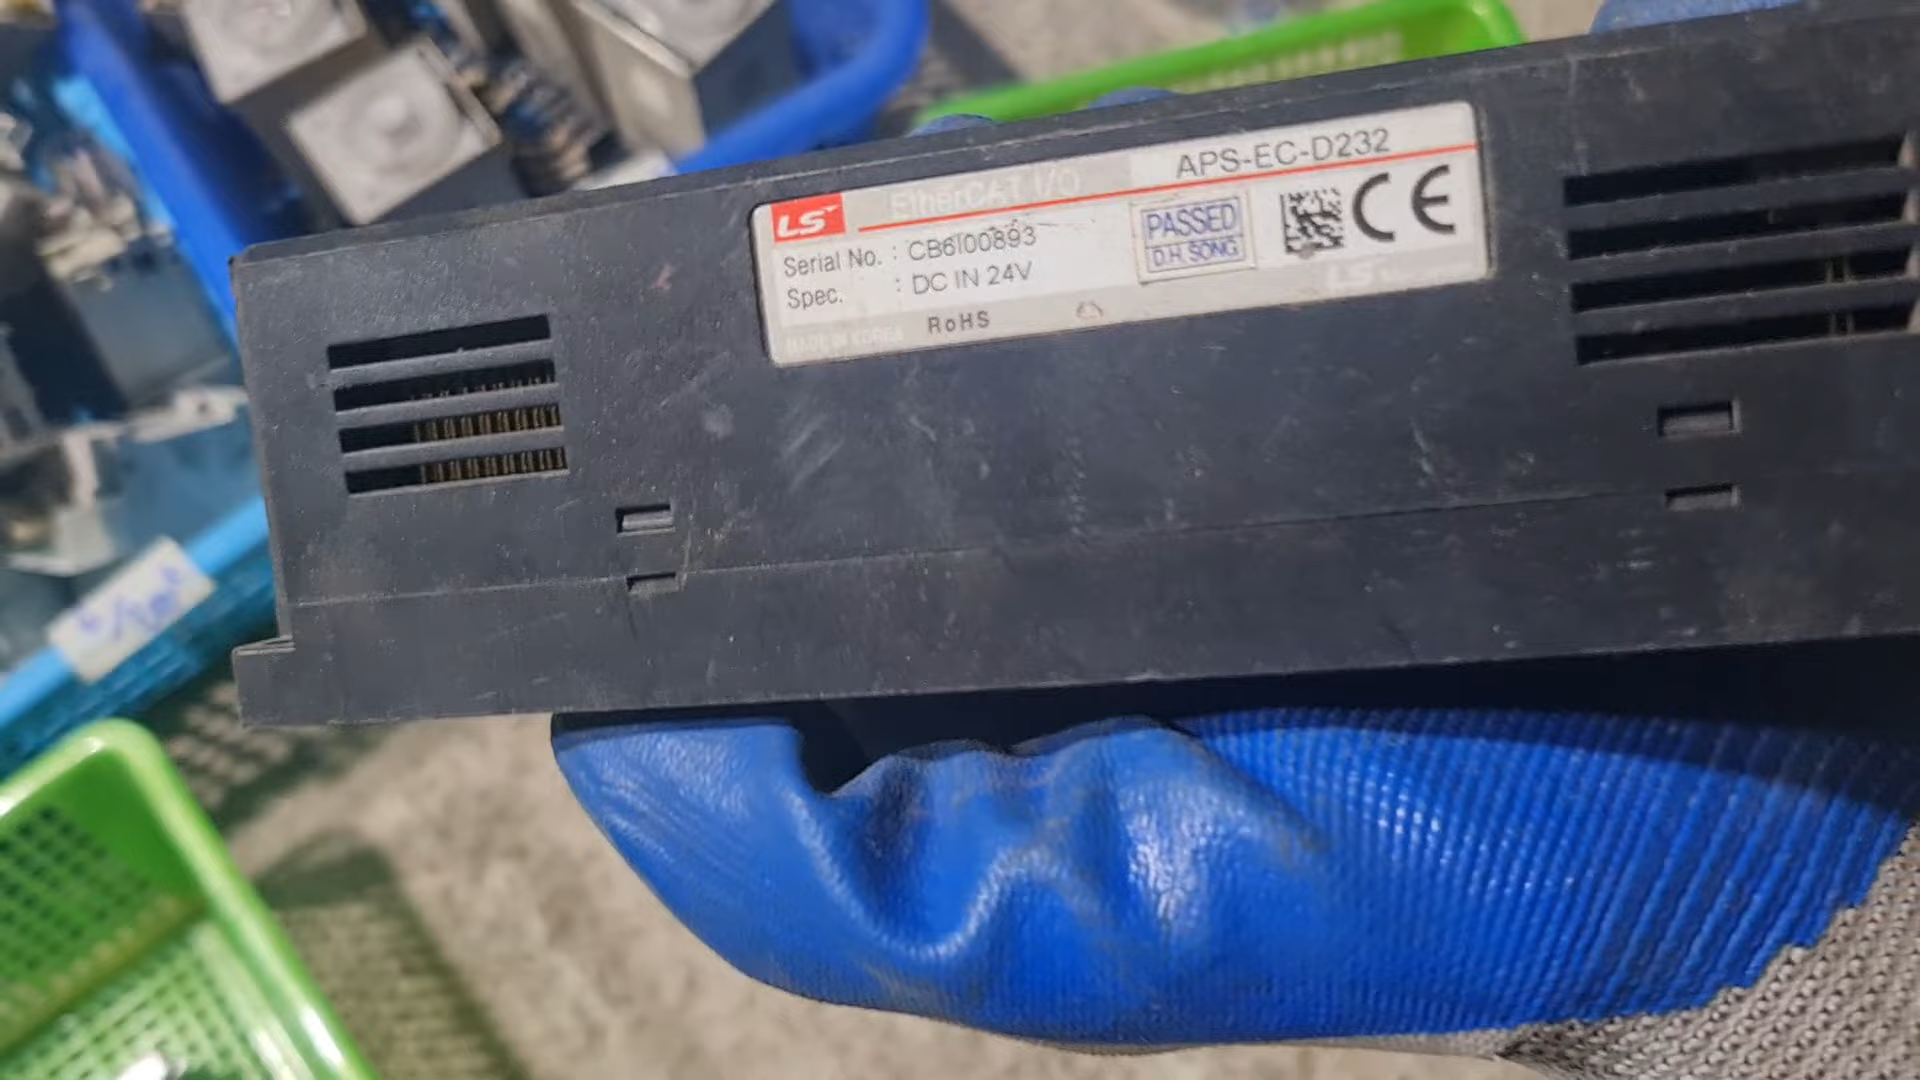 LS EtherCAT I/O APS-EC-D232
Serial No. : CB6I00893
Spec. : DC IN 24V
PASSED
D.H. SONG
CE
MADE IN KOREA RoHS
LS